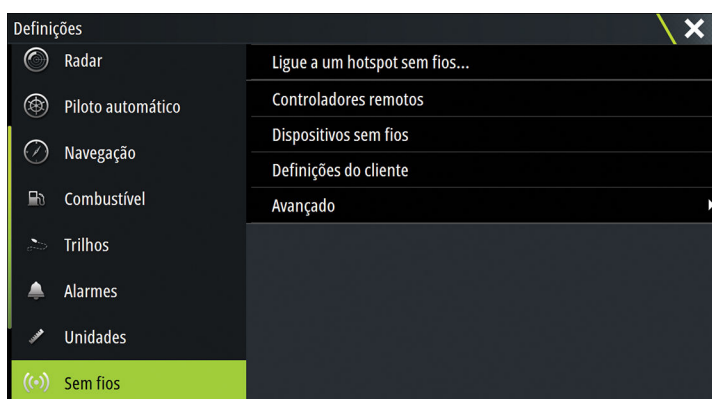 Definições
Radar
Piloto automático
Navegação
Combustível
Trilhos
Alarmes
Unidades
Sem fios
Ligue a um hotspot sem fios...
Controladores remotos
Dispositivos sem fios
Definições do cliente
Avançado